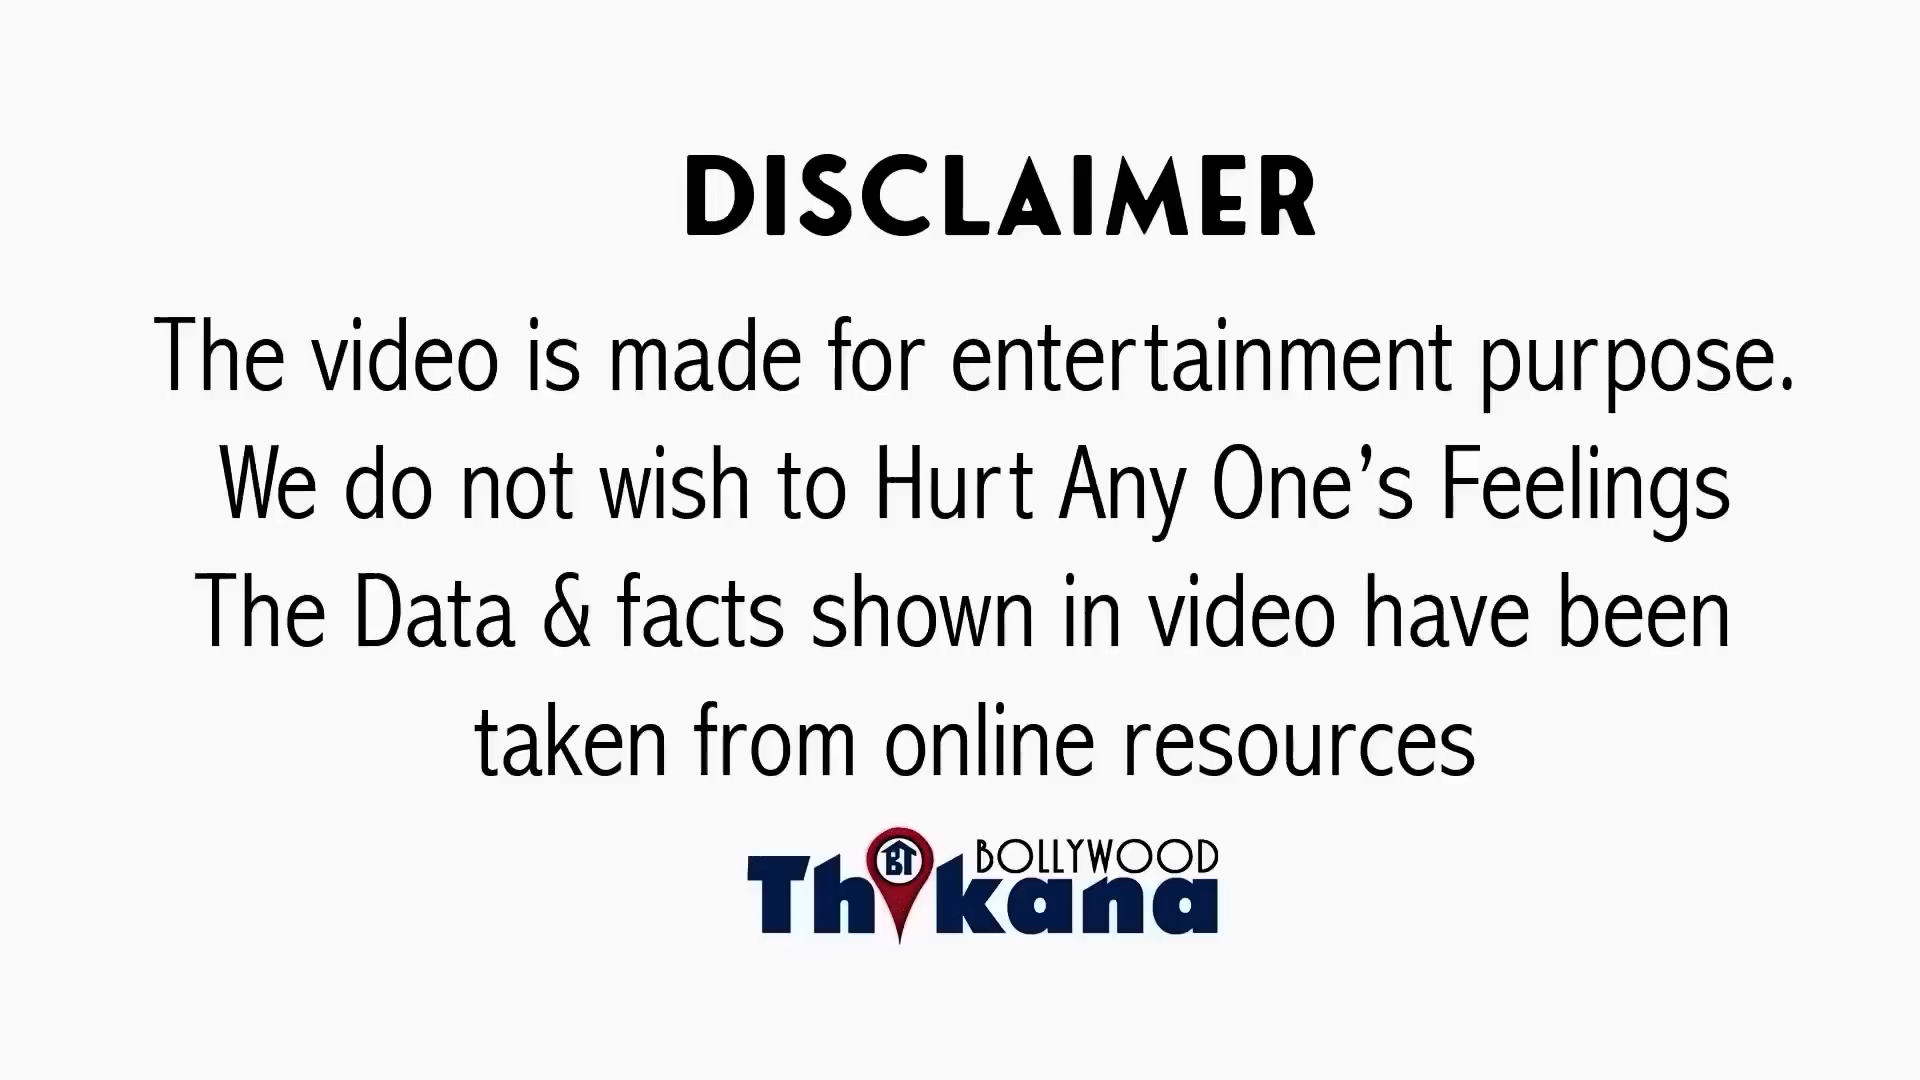 DISCLAIMER
The video is made for entertainment purpose.
We do not wish to Hurt Any One’s Feelings
The Data & facts shown in video have been
taken from online resources
BT
BOLLYWOOD
Thikana